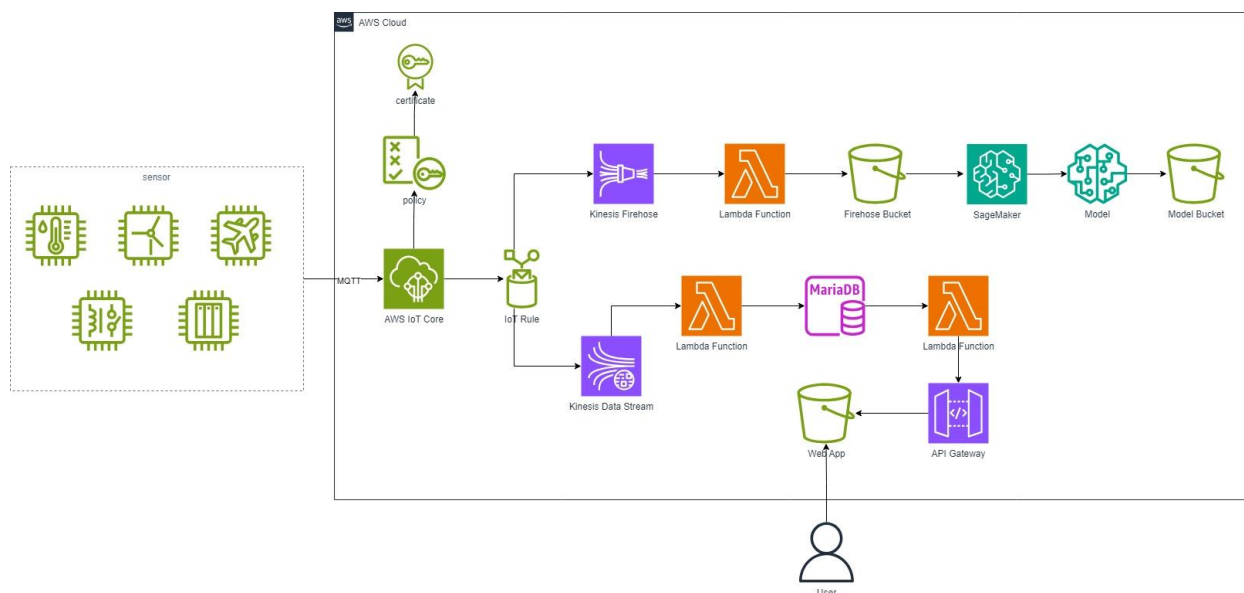 aws
AWS Cloud
certificate
sensor
policy
Kinesis Firehose
Lambda Function
Firehose Bucket
SageMaker
Model
Model Bucket
MQTT
AWS IoT Core
IoT Rule
MariaDB
Lambda Function
Lambda Function
Kinesis Data Stream
</>
Web App
API Gateway
User